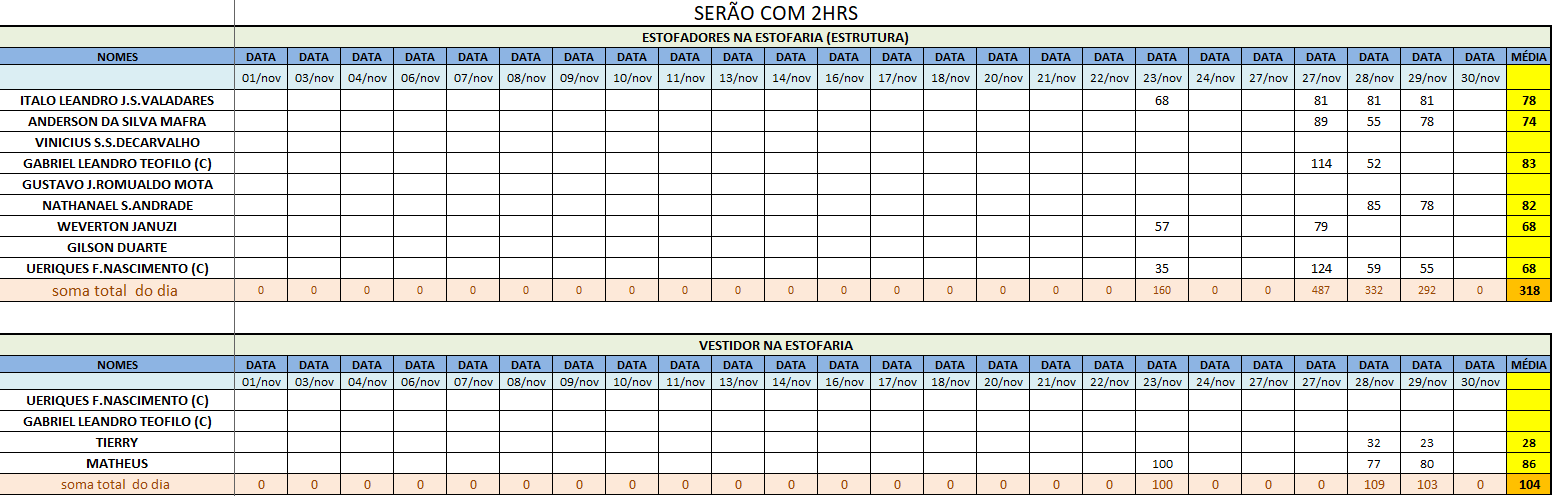 SERÃO COM 2HRS
ESTOFADORES NA ESTOFARIA (ESTRUTURA)
NOMES DATA DATA DATA DATA DATA DATA DATA DATA DATA DATA DATA DATA DATA DATA DATA DATA DATA DATA DATA DATA DATA DATA DATA DATA MÉDIA
01/nov 03/nov 04/nov 06/nov 07/nov 08/nov 09/nov 10/nov 11/nov 13/nov 14/nov 16/nov 17/nov 18/nov 20/nov 21/nov 22/nov 23/nov 24/nov 27/nov 27/nov 28/nov 29/nov 30/nov
ITALO LEANDRO J.S.VALADARES 68 81 81 81 78
ANDERSON DA SILVA MAFRA 89 55 78 74
VINICIUS S.S.DECARVALHO
GABRIEL LEANDRO TEOFILO (C) 114 52 83
GUSTAVO J.ROMUALDO MOTA
NATHANAEL S.ANDRADE 85 78 82
WEVERTON JANUZI 57 79 68
GILSON DUARTE
UERIQUES F.NASCIMENTO (C) 35 124 59 55 68
soma total do dia 0 0 0 0 0 0 0 0 0 0 0 0 0 0 0 0 0 160 0 0 487 332 292 0 318
VESTIDOR NA ESTOFARIA
NOMES DATA DATA DATA DATA DATA DATA DATA DATA DATA DATA DATA DATA DATA DATA DATA DATA DATA DATA DATA DATA DATA DATA DATA DATA MÉDIA
01/nov 03/nov 04/nov 06/nov 07/nov 08/nov 09/nov 10/nov 11/nov 13/nov 14/nov 16/nov 17/nov 18/nov 20/nov 21/nov 22/nov 23/nov 24/nov 27/nov 27/nov 28/nov 29/nov 30/nov
UERIQUES F.NASCIMENTO (C)
GABRIEL LEANDRO TEOFILO (C)
TIERRY 32 23 28
MATHEUS 100 77 80 86
soma total do dia 0 0 0 0 0 0 0 0 0 0 0 0 0 0 0 0 0 100 0 0 0 109 103 0 104